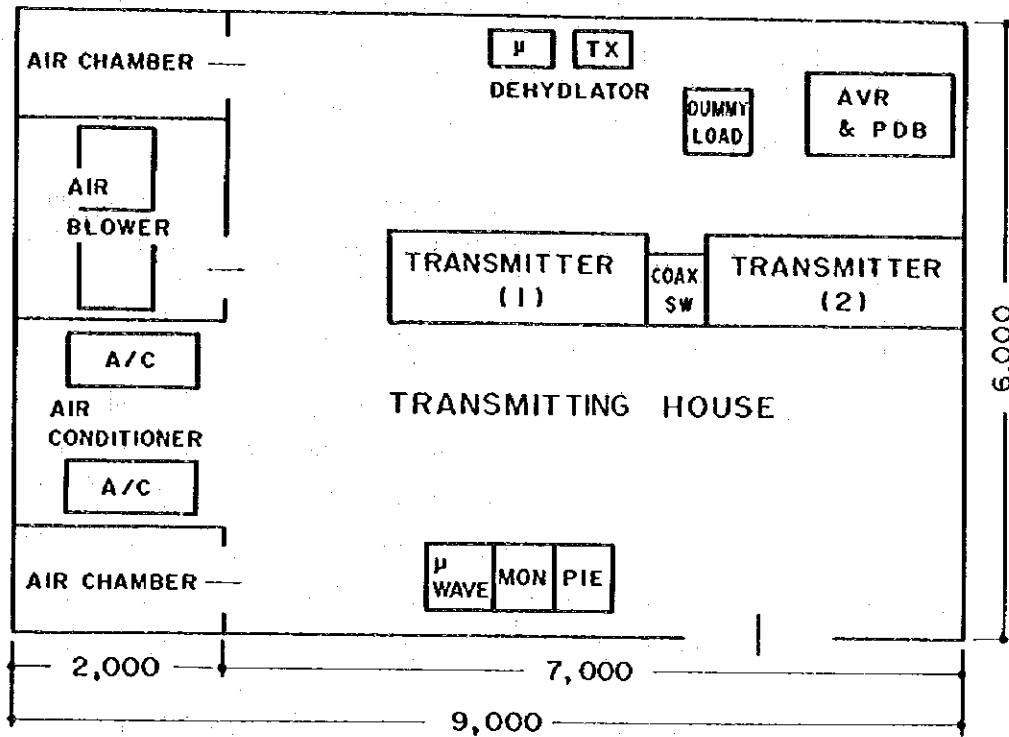 AIR CHAMBER
μ
TX
DEHYDLATOR
DUMMY
LOAD
AVR
& PDB
AIR
BLOWER
TRANSMITTER
(1)
COAX
SW
TRANSMITTER
(2)
A/C
AIR
CONDITIONER
A/C
TRANSMITTING HOUSE
6,000
AIR CHAMBER
μ
WAVE
MON
PIE
2,000
7,000
9,000